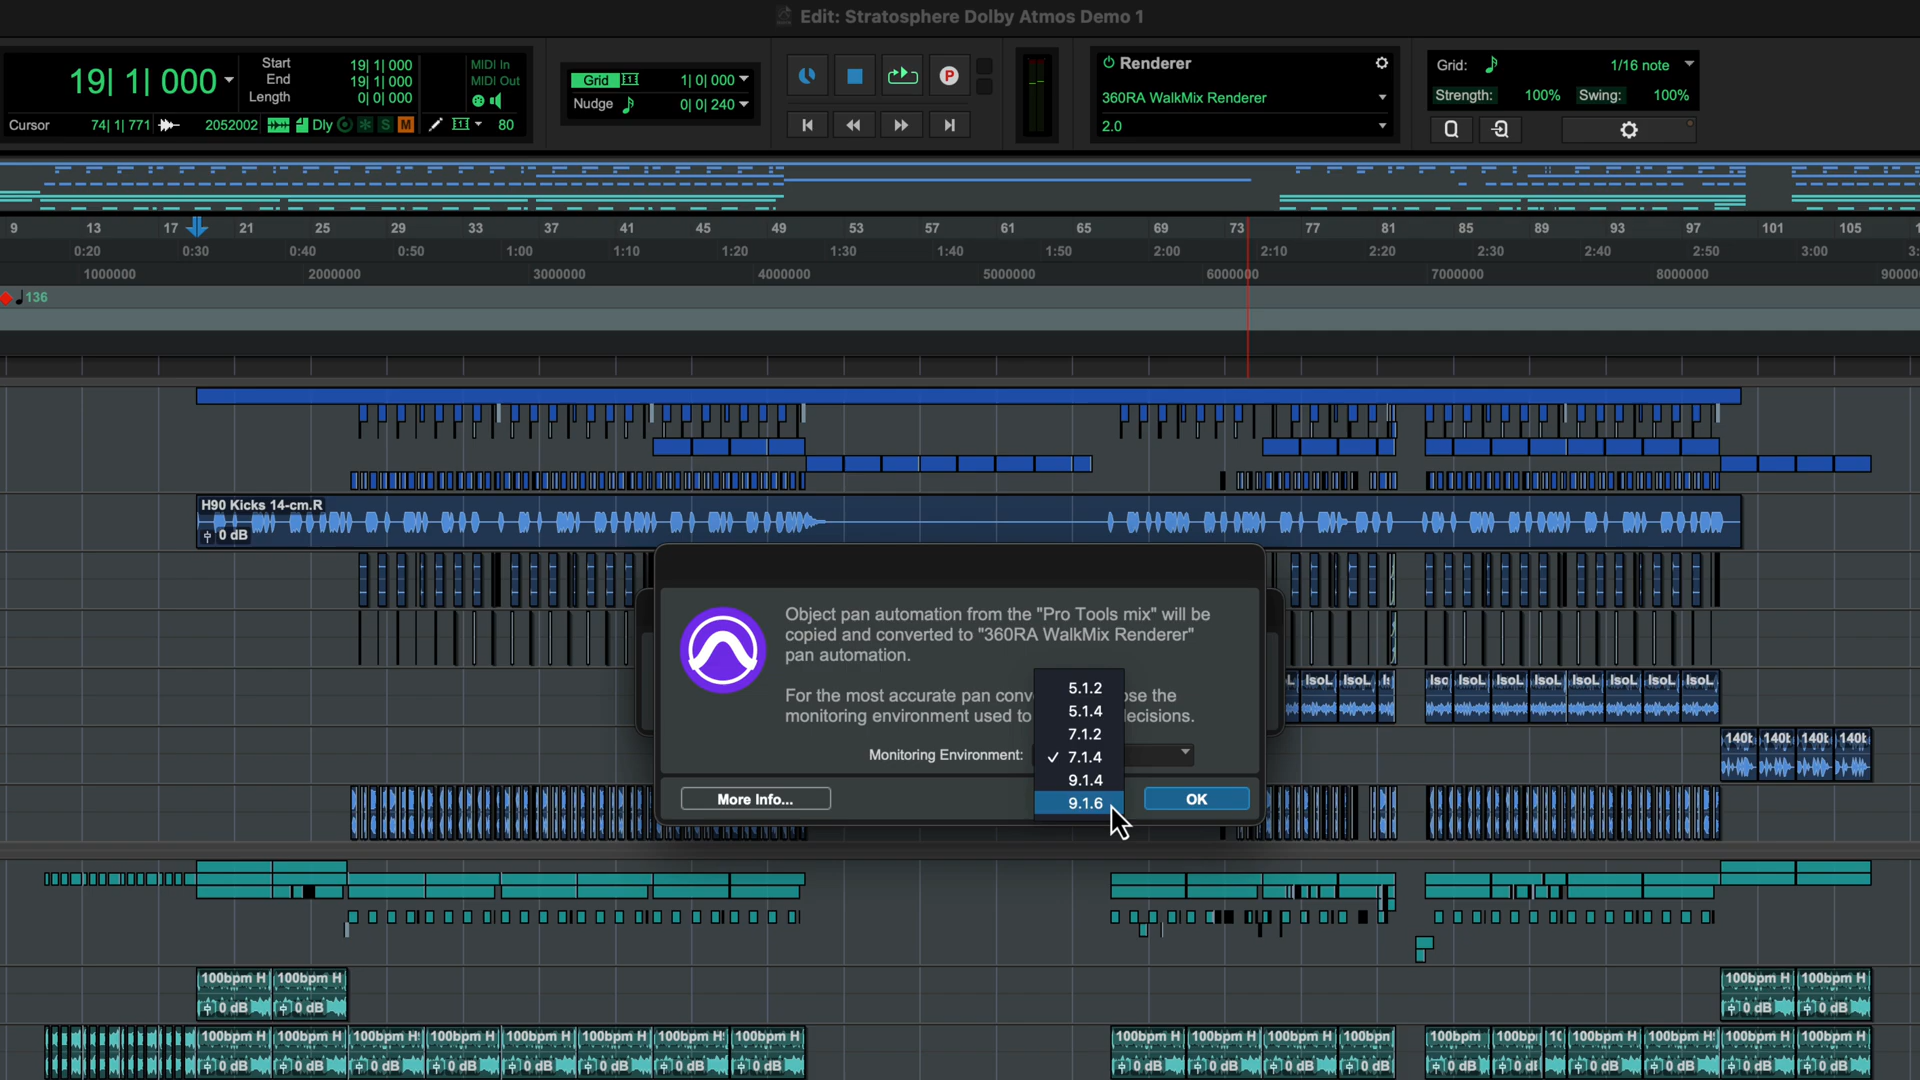 Edit: Stratosphere Dolby Atmos Demo 1
19| 1| 000
Start 19| 1| 000
End 19| 1| 000
Length 0| 0| 000
MIDI In
MIDI Out
Cursor 74| 1| 771 2052002 Dly S M 80
Grid 1| 0| 000
Nudge 0| 0| 240
P
Renderer
360RA WalkMix Renderer
2.0
Grid: 1/16 note
Strength: 100% Swing: 100%
Q
9 13 17 21 25 29 33 37 41 45 49 53 57 61 65 69 73 77 81 85 89 93 97 101 105
0:20 0:30 0:40 0:50 1:00 1:10 1:20 1:30 1:40 1:50 2:00 2:10 2:20 2:30 2:40 2:50 3:00
1000000 2000000 3000000 4000000 5000000 6000000 7000000 8000000
136
H90 Kicks 14-cm.R
0 dB
Object pan automation from the "Pro Tools mix" will be
copied and converted to "360RA WalkMix Renderer"
pan automation.
For the most accurate pan
monitoring environment used to
Monitoring Environment:
5.1.2
5.1.4
7.1.2
✓ 7.1.4
9.1.4
9.1.6
More Info...
OK
IsoL IsoL IsoL IsoL IsoL IsoL IsoL IsoL
140b 140b 140b 140b
100bpm H 100bpm H 100bpm H 100bpm H
0 dB 0 dB 0 dB 0 dB
100bpm H 100bpm H 100bpm H 100bpm H 100bpm H 100bpm H 100bpm H 100bpm H 100bpm H 100bpm H 100bpm H 100bpm 100bpm 100bp 100bpm H 100bpm H 100bpm H 100bpm H
0 dB 0 dB 0 dB 0 dB 0 dB 0 dB 0 dB 0 dB 0 dB 0 dB 0 dB 0 dB 0 dB 0 dB 0 dB 0 dB 0 dB